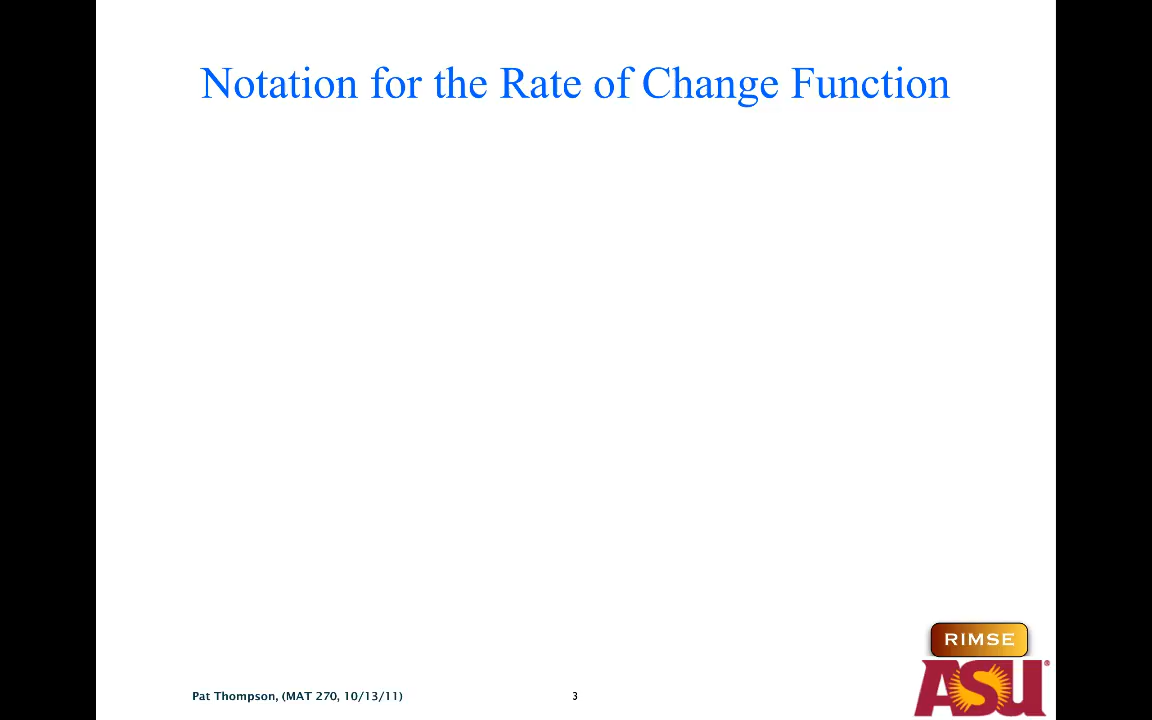 Notation for the Rate of Change Function
RIMSE
ASU®
Pat Thompson, (MAT 270, 10/13/11)
3